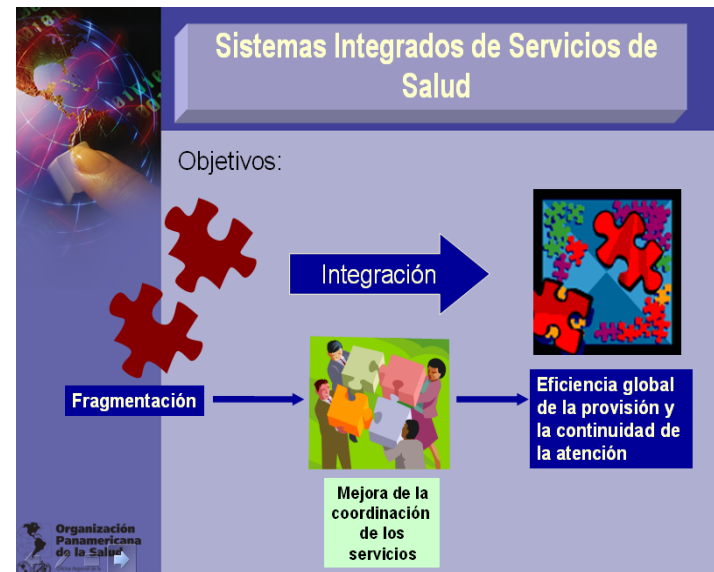 Sistemas Integrados de Servicios de
Salud
Objetivos:
Integración
Fragmentación
Mejora de la
coordinación
de los
servicios
Eficiencia global
de la provisión y
la continuidad de
la atención
Organización
Panamericana
de la Salud